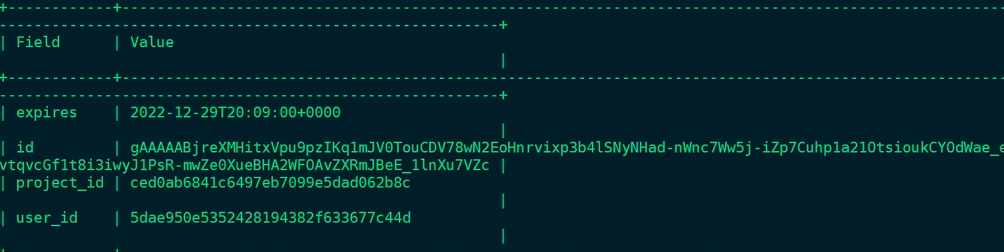 | Field | Value
|
| expires | 2022-12-29T20:09:00+0000
|
| id | gAAAAABjreXMHitxVpu9pzIKq1mJV0TouCDV78wN2EoHnrvixp3b4lSNyNHad-nWnc7Ww5j-iZp7Cuhp1a21OtsioukCYOdWae_e
vtqvcGf1t8i3iwyJ1PsR-mwZe0XueBHA2WFOAvZXRmJBeE_1lnXu7VZc |
| project_id | ced0ab6841c6497eb7099e5dad062b8c
|
| user_id | 5dae950e5352428194382f633677c44d
|